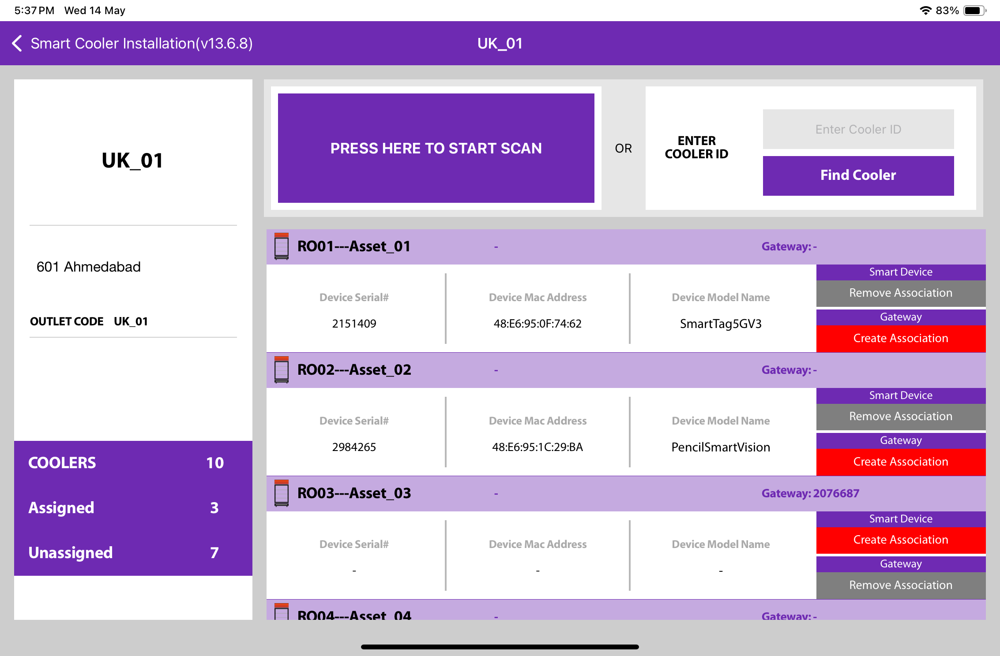 5:37 PM Wed 14 May
83%
Smart Cooler Installation(v13.6.8)
UK_01
UK_01
601 Ahmedabad
OUTLET CODE UK_01
COOLERS 10
Assigned 3
Unassigned 7
PRESS HERE TO START SCAN
OR
ENTER
COOLER ID
Enter Cooler ID
Find Cooler
RO01---Asset_01 - Gateway: -
Device Serial# Device Mac Address Device Model Name
2151409 48:E6:95:0F:74:62 SmartTag5GV3
Smart Device
Remove Association
Gateway
Create Association
RO02---Asset_02 - Gateway: -
Device Serial# Device Mac Address Device Model Name
2984265 48:E6:95:1C:29:BA PencilSmartVision
Smart Device
Remove Association
Gateway
Create Association
RO03---Asset_03 - Gateway: 2076687
Device Serial# Device Mac Address Device Model Name
- - -
Smart Device
Create Association
Gateway
Remove Association
RO04---Asset_04 - Gateway: -